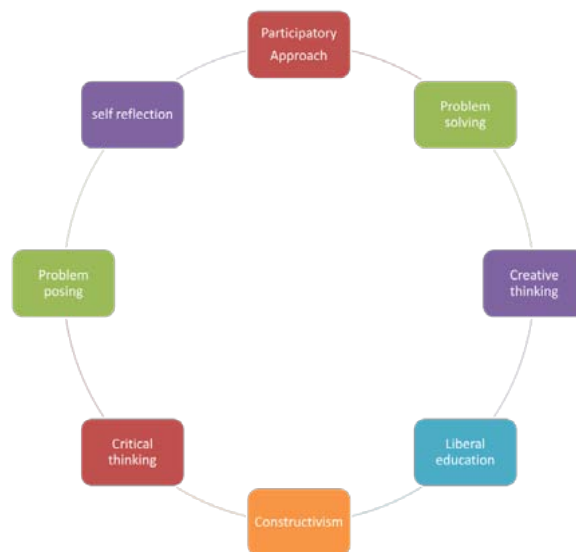 Participatory
Approach
Problem
solving
Creative
thinking
Liberal
education
Constructivism
Critical
thinking
Problem
posing
self reflection